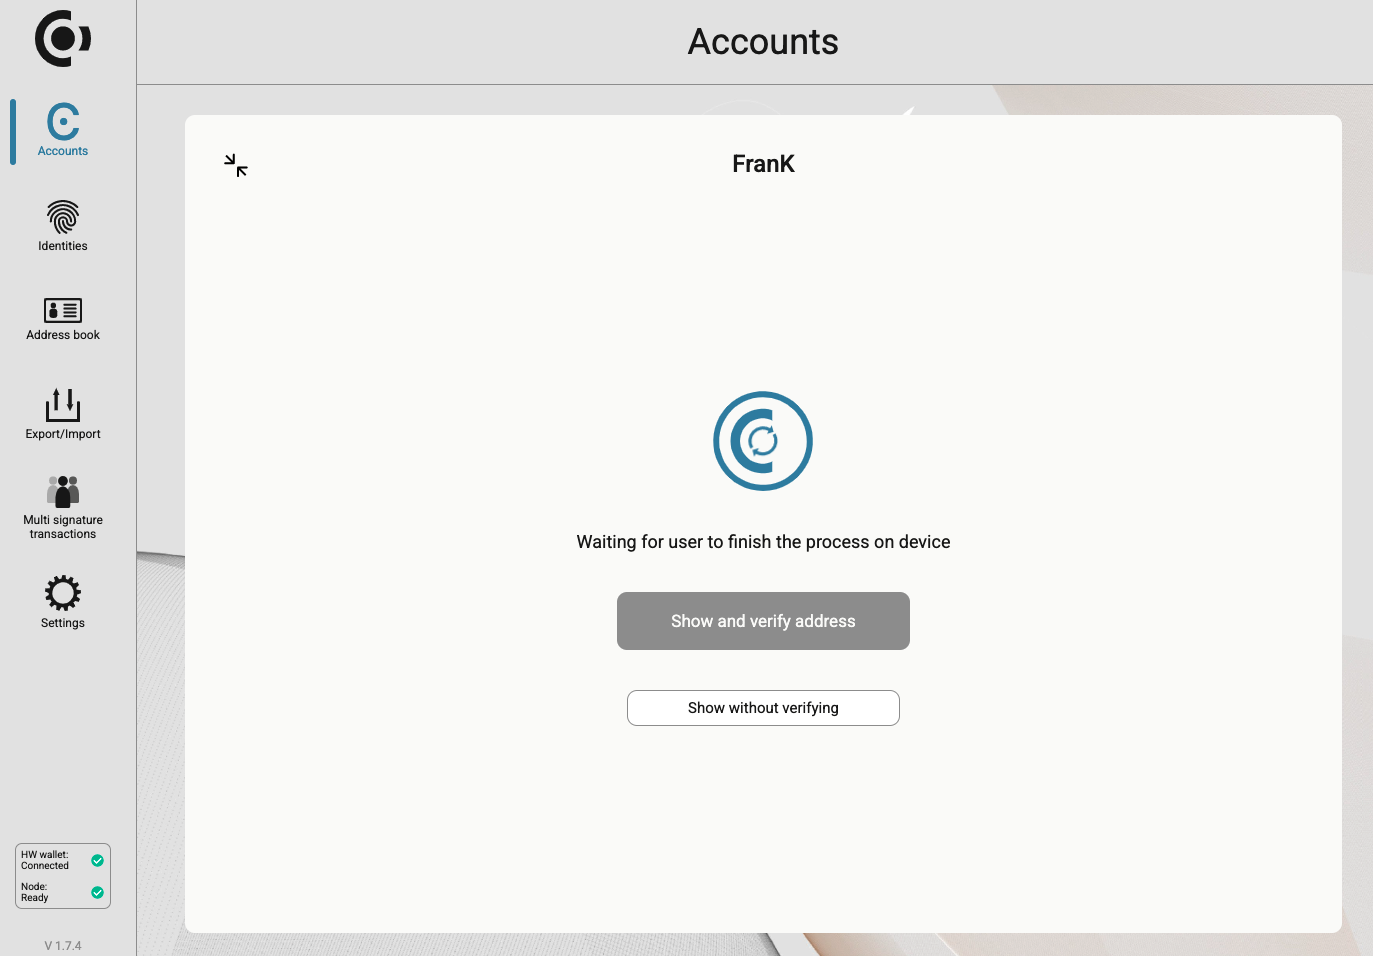 Accounts
Accounts
Identities
Address book
Export/Import
Multi signature
transactions
Settings
HW wallet:
Connected
Node:
Ready
V 1.7.4
FranK
Waiting for user to finish the process on device
Show and verify address
Show without verifying